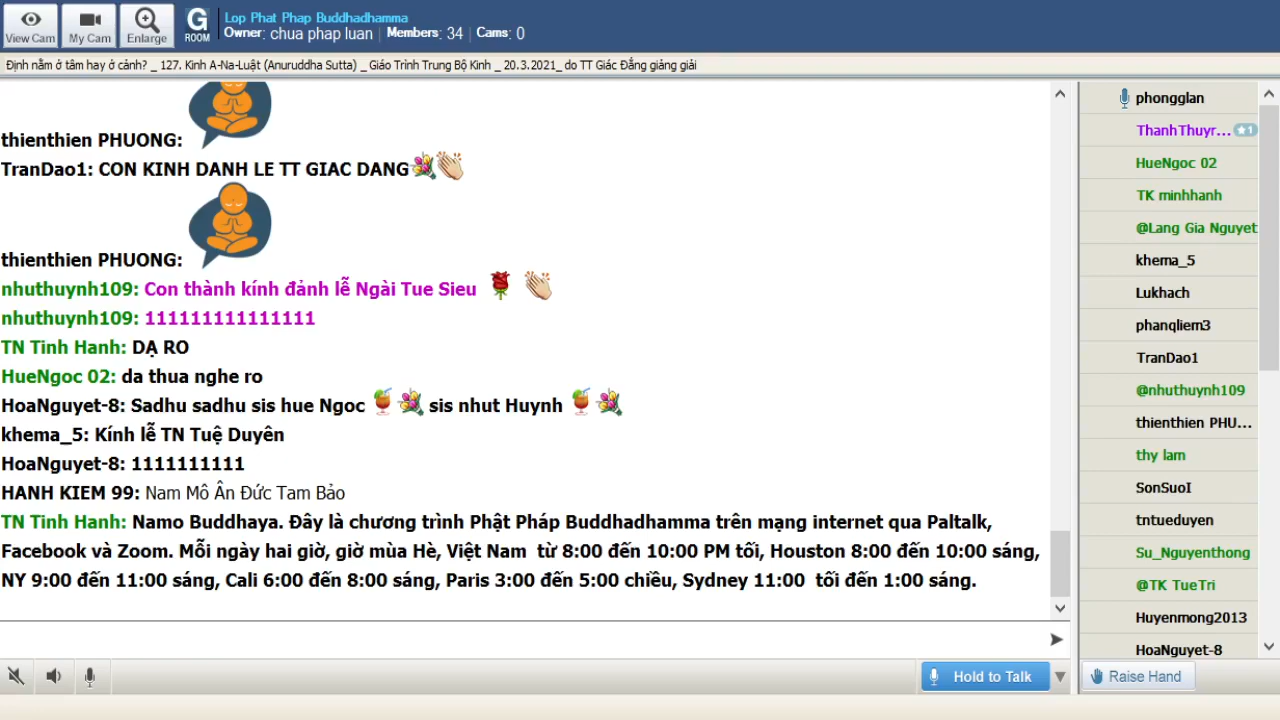 View Cam
My Cam
Enlarge
G
ROOM
Lop Phat Phap Buddhadhamma
Owner: chua phap luan | Members: 34 | Cams: 0
Định nằm ở tâm hay ở cảnh? _ 127. Kinh A-Na-Luật (Anuruddha Sutta) _ Giáo Trình Trung Bộ Kinh _ 20.3.2021_ do TT Giác Đẳng giảng giải
thienthien PHUONG:
TranDao1: CON KINH DANH LE TT GIAC DANG
thienthien PHUONG:
nhuthuynh109: Con thành kính đảnh lễ Ngài Tue Sieu
nhuthuynh109: 111111111111111
TN Tinh Hanh: DẠ RO
HueNgoc 02: da thua nghe ro
HoaNguyet-8: Sadhu sadhu sis hue Ngoc sis nhut Huynh
khema_5: Kính lễ TN Tuệ Duyên
HoaNguyet-8: 1111111111
HANH KIEM 99: Nam Mô Ân Đức Tam Bảo
TN Tinh Hanh: Namo Buddhaya. Đây là chương trình Phật Pháp Buddhadhamma trên mạng internet qua Paltalk,
Facebook và Zoom. Mỗi ngày hai giờ, giờ mùa Hè, Việt Nam từ 8:00 đến 10:00 PM tối, Houston 8:00 đến 10:00 sáng,
NY 9:00 đến 11:00 sáng, Cali 6:00 đến 8:00 sáng, Paris 3:00 đến 5:00 chiều, Sydney 11:00 tối đến 1:00 sáng.
phongglan
ThanhThuyr... 1
HueNgoc 02
TK minhhanh
@Lang Gia Nguyet
khema_5
Lukhach
phanqliem3
TranDao1
@nhuthuynh109
thienthien PHU...
thy lam
SonSuoI
tntueduyen
Su_Nguyenthong
@TK TueTri
Huyenmong2013
HoaNguyet-8
Hold to Talk
Raise Hand